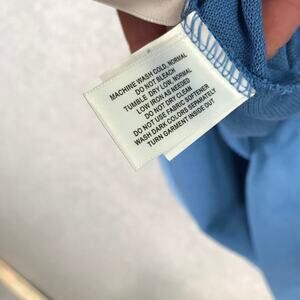 MACHINE WASH COLD, NORMAL
DO NOT BLEACH
TUMBLE DRY LOW, NORMAL
LOW IRON AS NEEDED
DO NOT DRY CLEAN
DO NOT USE FABRIC SOFTENER
WASH DARK COLORS SEPARATELY
TURN GARMENT INSIDE OUT